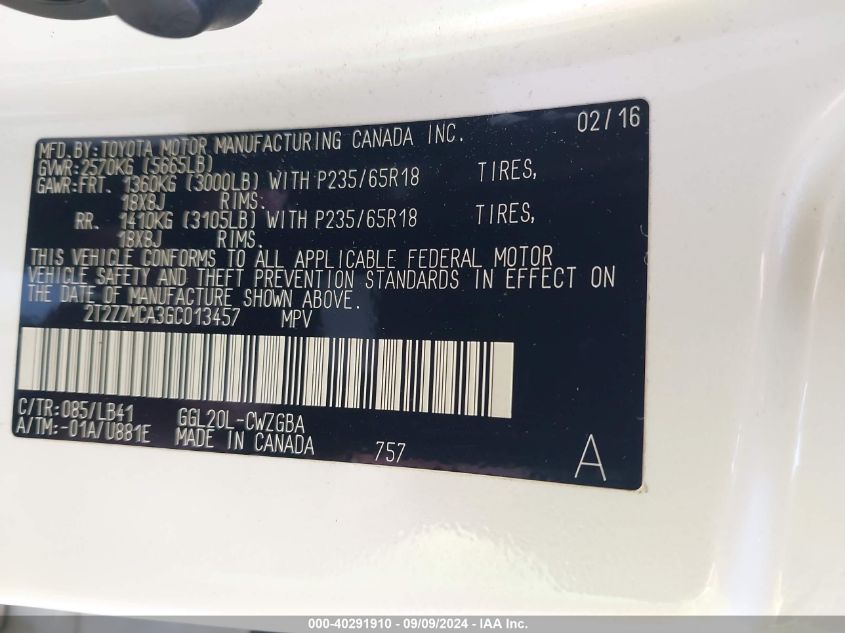 02/16
MFD.BY:TOYOTA MOTOR MANUFACTURING CANADA INC.
GVWR:2570KG (5665LB)
GAWR:FRT. 1360KG (3000LB) WITH P235/65R18 TIRES,
18X8J RIMS.
RR. 1410KG (3105LB) WITH P235/65R18 TIRES,
18X8J RIMS.
THIS VEHICLE CONFORMS TO ALL APPLICABLE FEDERAL MOTOR
VEHICLE SAFETY AND THEFT PREVENTION STANDARDS IN EFFECT ON
THE DATE OF MANUFACTURE SHOWN ABOVE.
2T2ZZMCA3GC013457 MPV
C/TR:085/LB41 GGL20L-CWZGBA
A/TM:-01A/U881E MADE IN CANADA 757
A
000-40291910 - 09/09/2024 - IAA Inc.